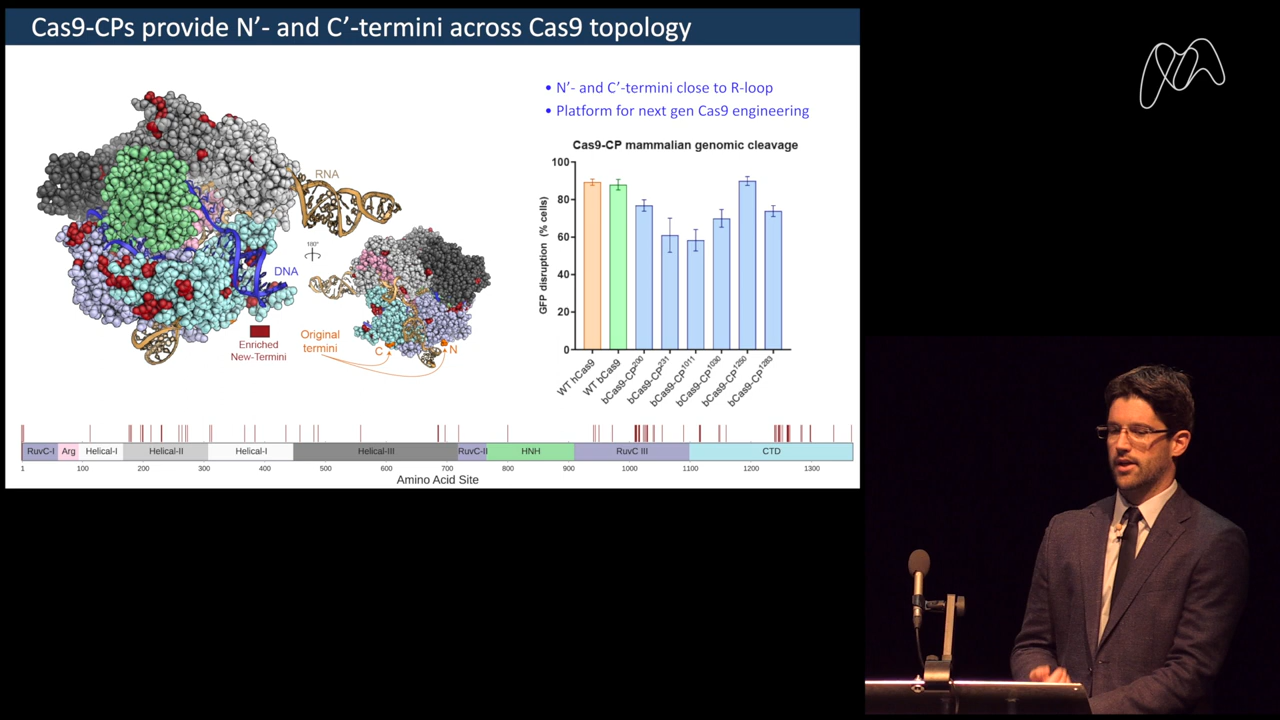 Cas9-CPs provide N’- and C’-termini across Cas9 topology
• N’- and C’-termini close to R-loop
• Platform for next gen Cas9 engineering
RNA
180°
DNA
Enriched
New-Termini
Original
termini
C
N
Cas9-CP mammalian genomic cleavage
GFP disruption (% cells)
100
80
60
40
20
0
WT hCas9
WT bCas9
bCas9-CP²⁰⁰
bCas9-CP²³¹
bCas9-CP¹⁰¹¹
bCas9-CP¹⁰³⁰
bCas9-CP¹²⁵⁰
bCas9-CP¹²⁸³
RuvC-I Arg Helical-I Helical-II Helical-I Helical-III RuvC-II HNH RuvC III CTD
1 100 200 300 400 500 600 700 800 900 1000 1100 1200 1300
Amino Acid Site